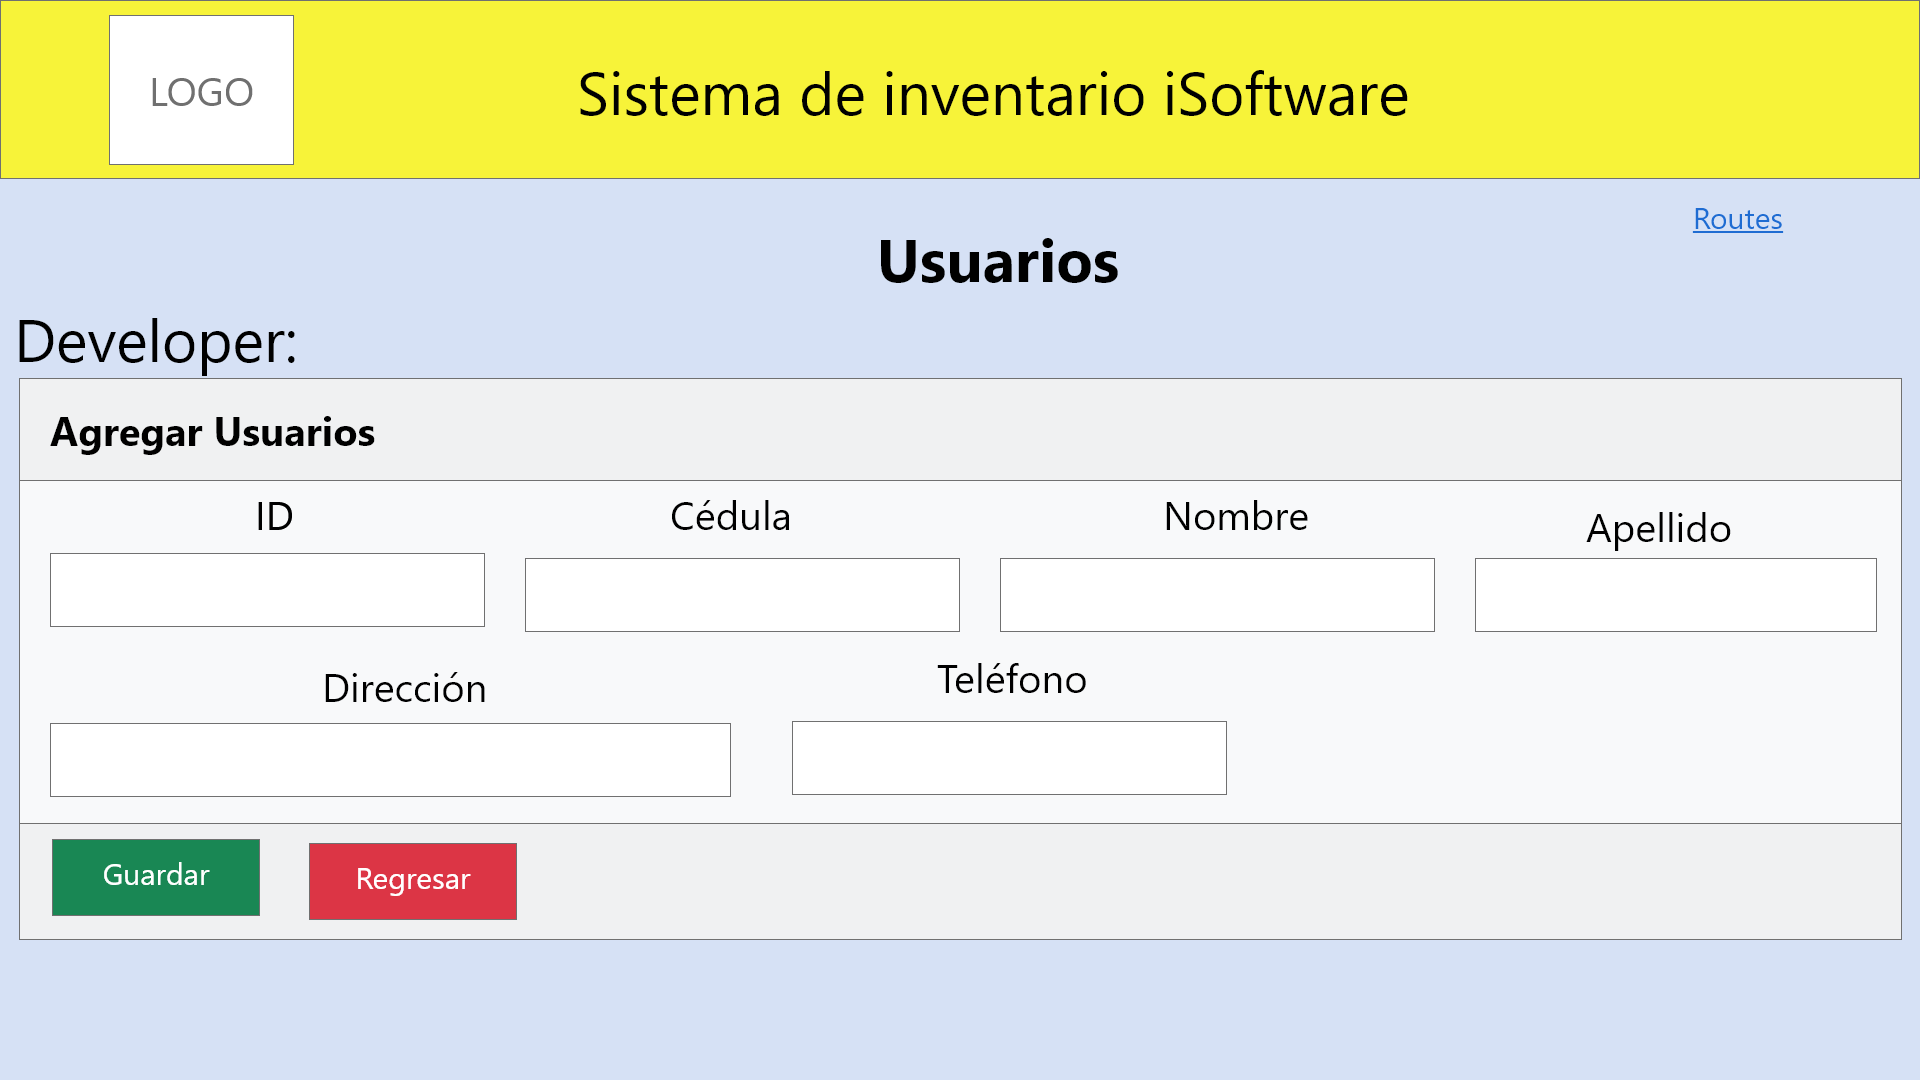 LOGO
Sistema de inventario iSoftware
Routes
Usuarios
Developer:
Agregar Usuarios
ID
Cédula
Nombre
Apellido
Dirección
Teléfono
Guardar
Regresar